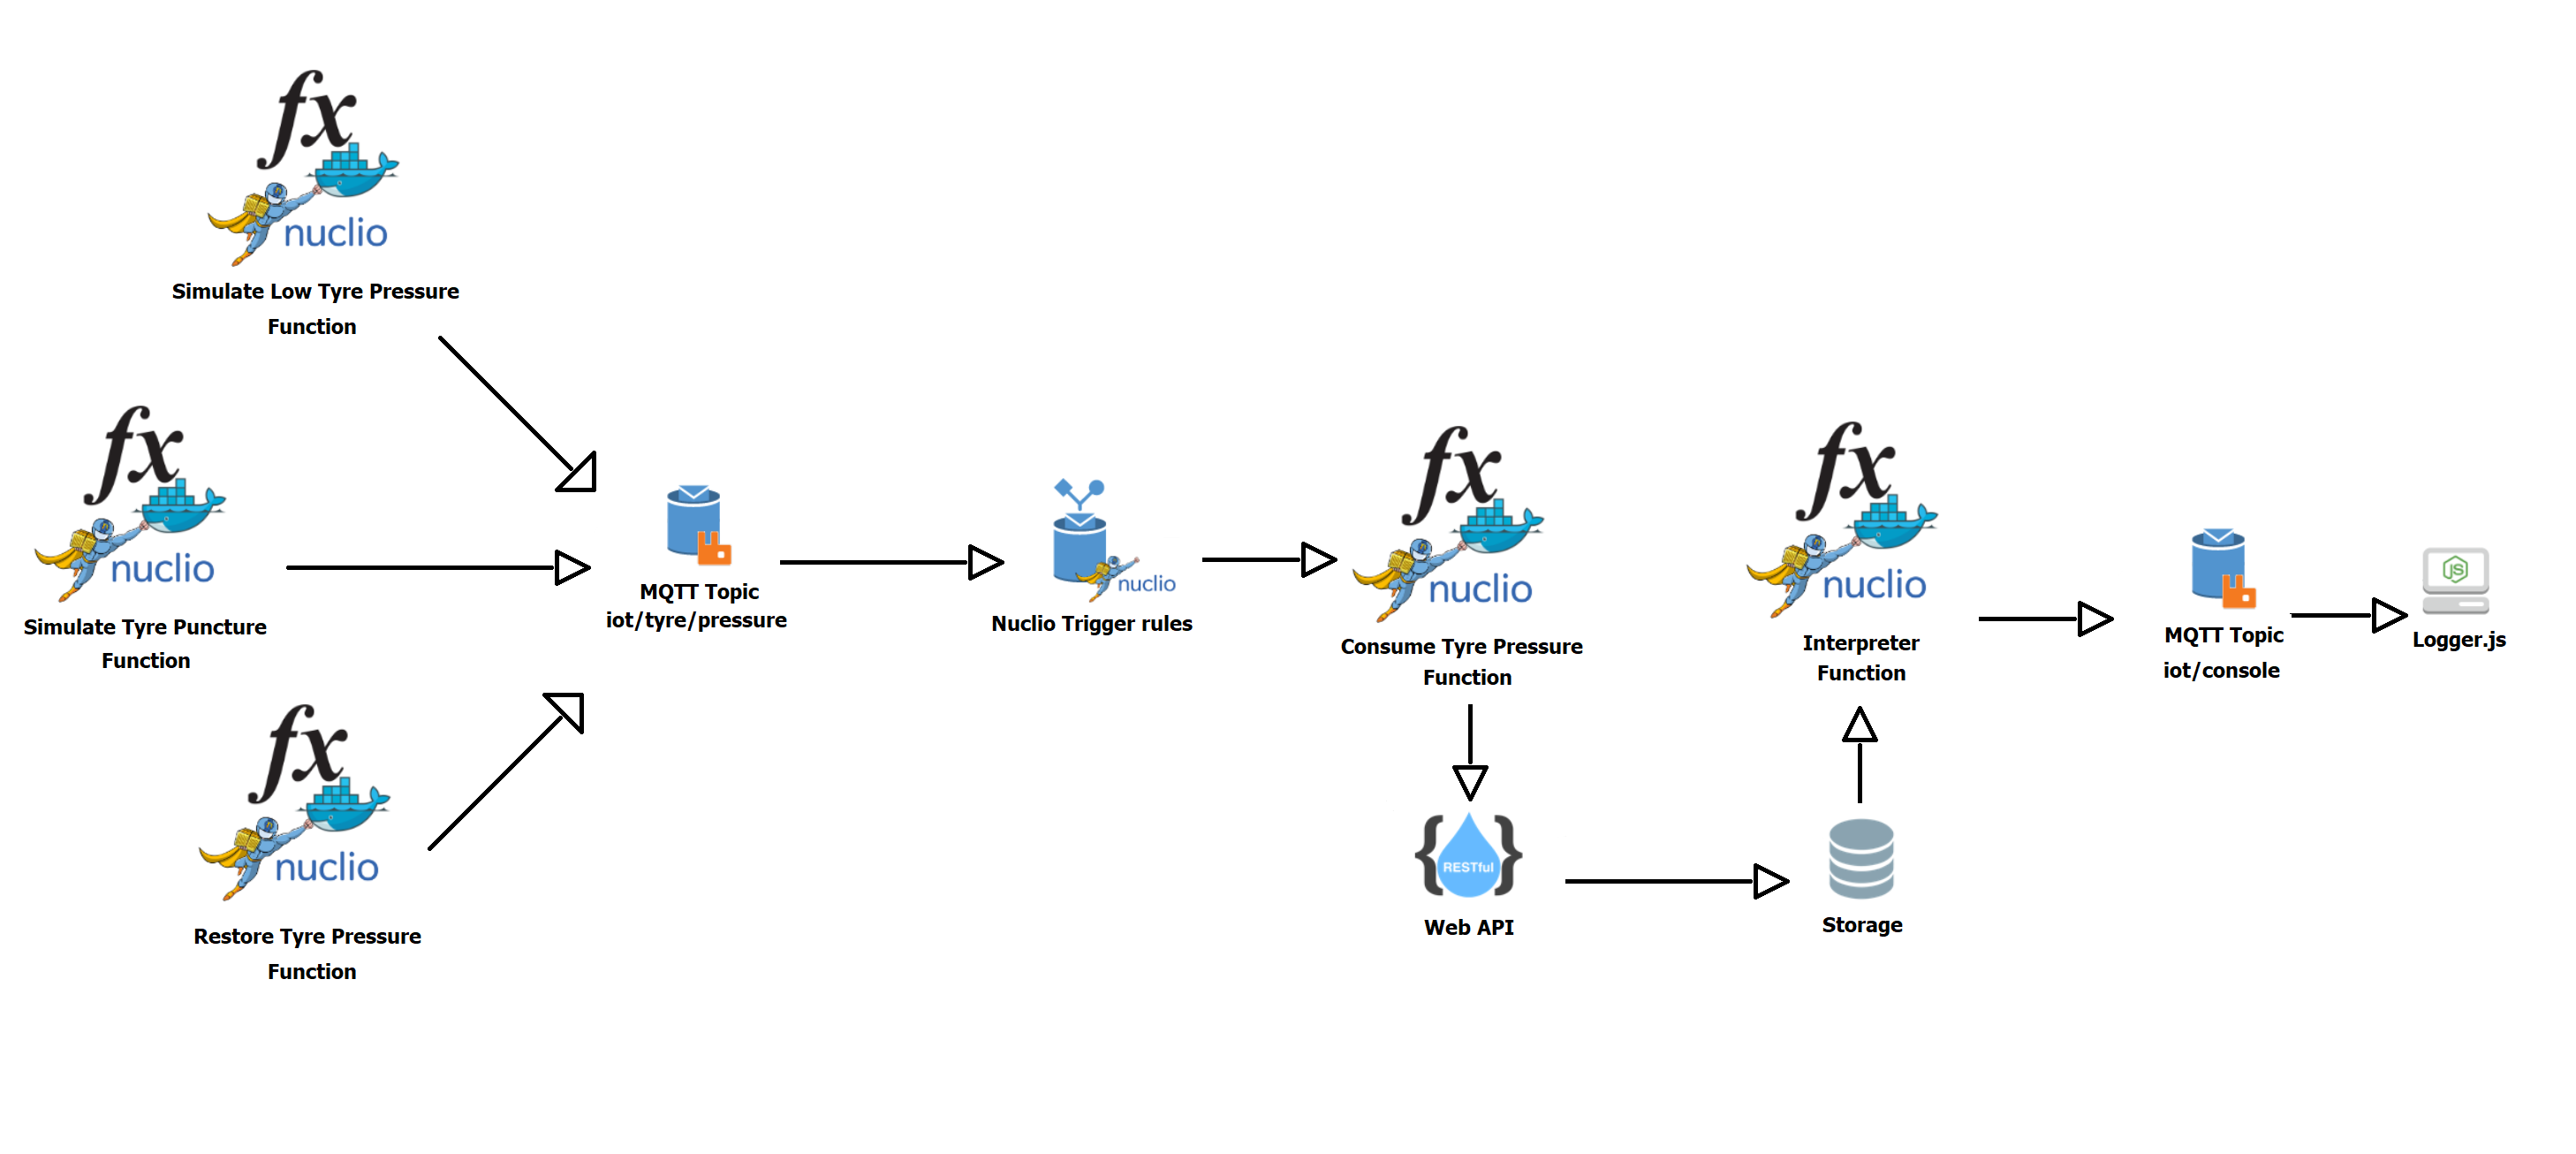 fx
nuclio
Simulate Low Tyre Pressure
Function
fx
nuclio
Simulate Tyre Puncture
Function
fx
nuclio
Restore Tyre Pressure
Function
MQTT Topic
iot/tyre/pressure
nuclio
Nuclio Trigger rules
fx
nuclio
Consume Tyre Pressure
Function
{RESTful}
Web API
Storage
fx
nuclio
Interpreter
Function
MQTT Topic
iot/console
JS
Logger.js